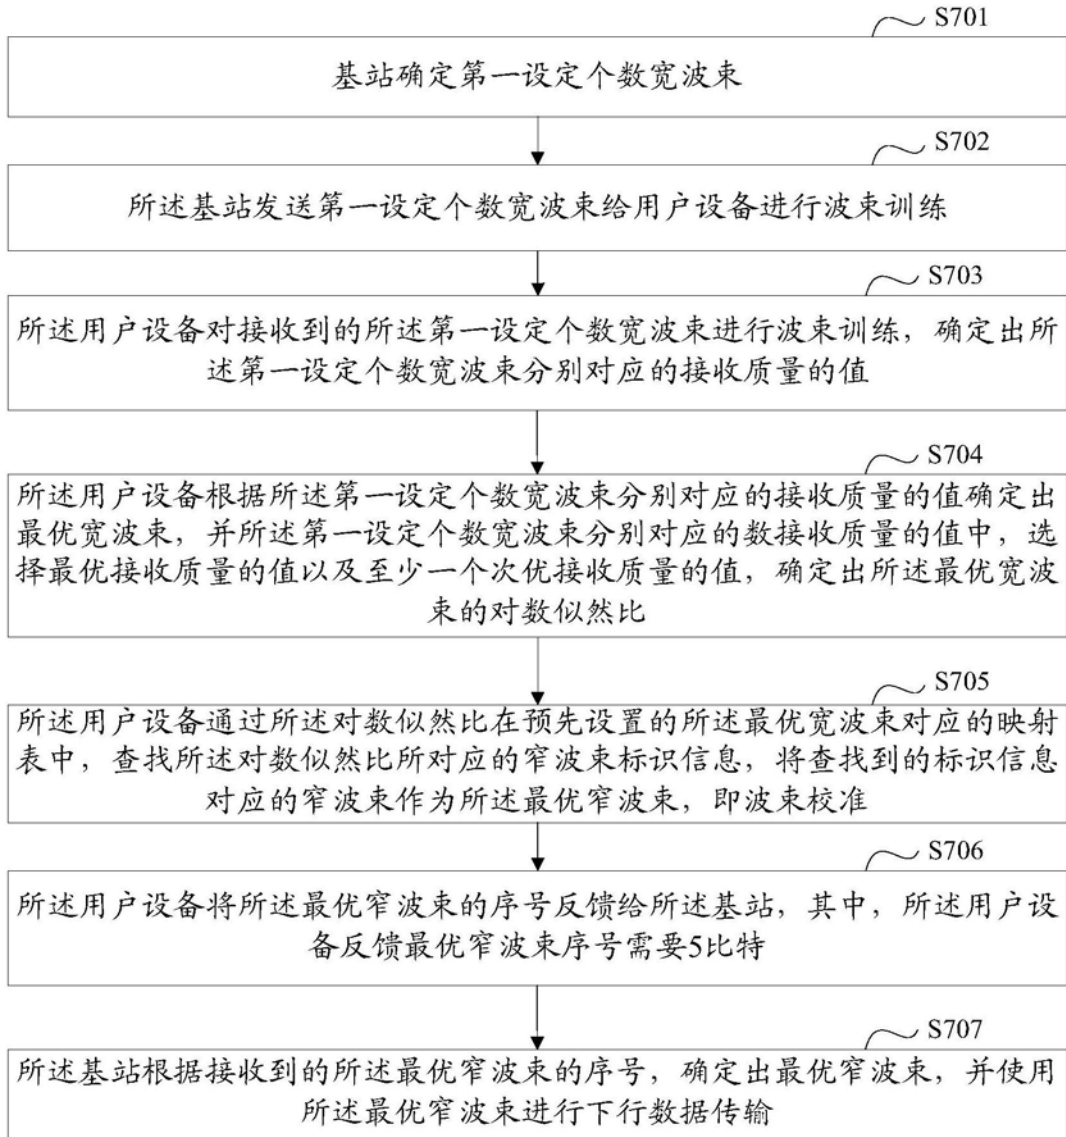 S701
基站确定第一设定个数宽波束
S702
所述基站发送第一设定个数宽波束给用户设备进行波束训练
S703
所述用户设备对接收到的所述第一设定个数宽波束进行波束训练，确定出所
述第一设定个数宽波束分别对应的接收质量的值
S704
所述用户设备根据所述第一设定个数宽波束分别对应的接收质量的值确定出
最优宽波束，并所述第一设定个数宽波束分别对应的数接收质量的值中，选
择最优接收质量的值以及至少一个次优接收质量的值，确定出所述最优宽波
束的对数似然比
S705
所述用户设备通过所述对数似然比在预先设置的所述最优宽波束对应的映射
表中，查找所述对数似然比所对应的窄波束标识信息，将查找到的标识信息
对应的窄波束作为所述最优窄波束，即波束校准
S706
所述用户设备将所述最优窄波束的序号反馈给所述基站，其中，所述用户设
备反馈最优窄波束序号需要5比特
S707
所述基站根据接收到的所述最优窄波束的序号，确定出最优窄波束，并使用
所述最优窄波束进行下行数据传输